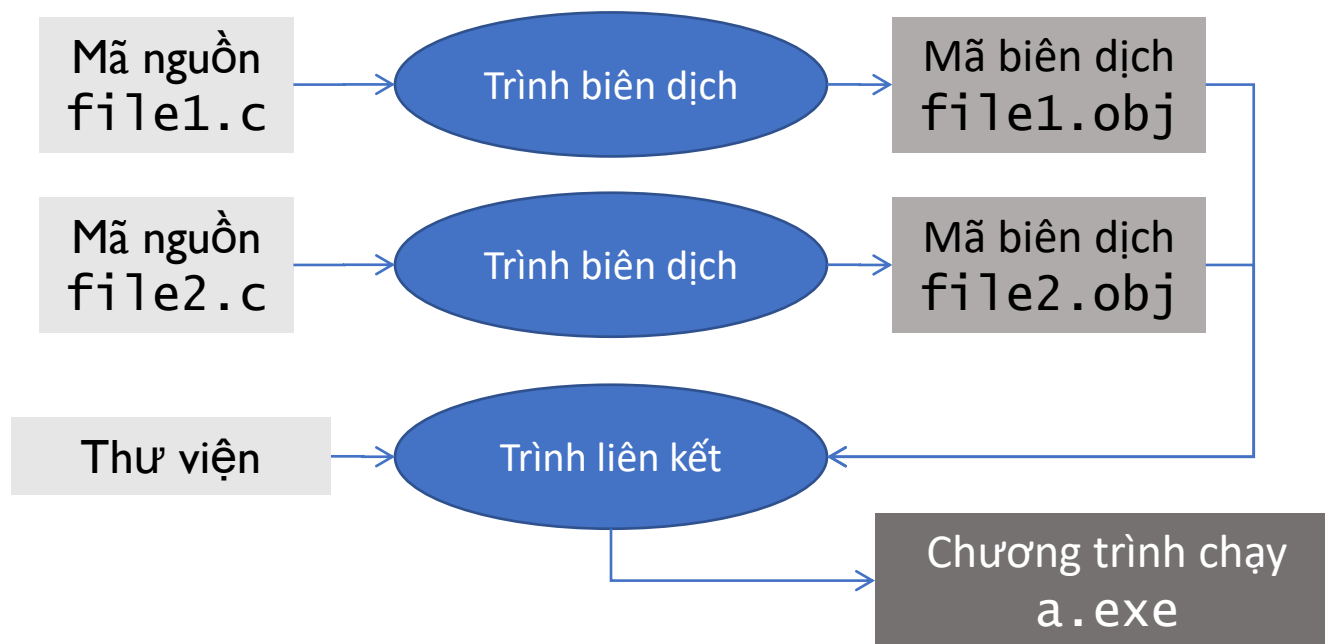 Mã nguồn
file1.c
Trình biên dịch
Mã biên dịch
file1.obj
Mã nguồn
file2.c
Trình biên dịch
Mã biên dịch
file2.obj
Thư viện
Trình liên kết
Chương trình chạy
a.exe